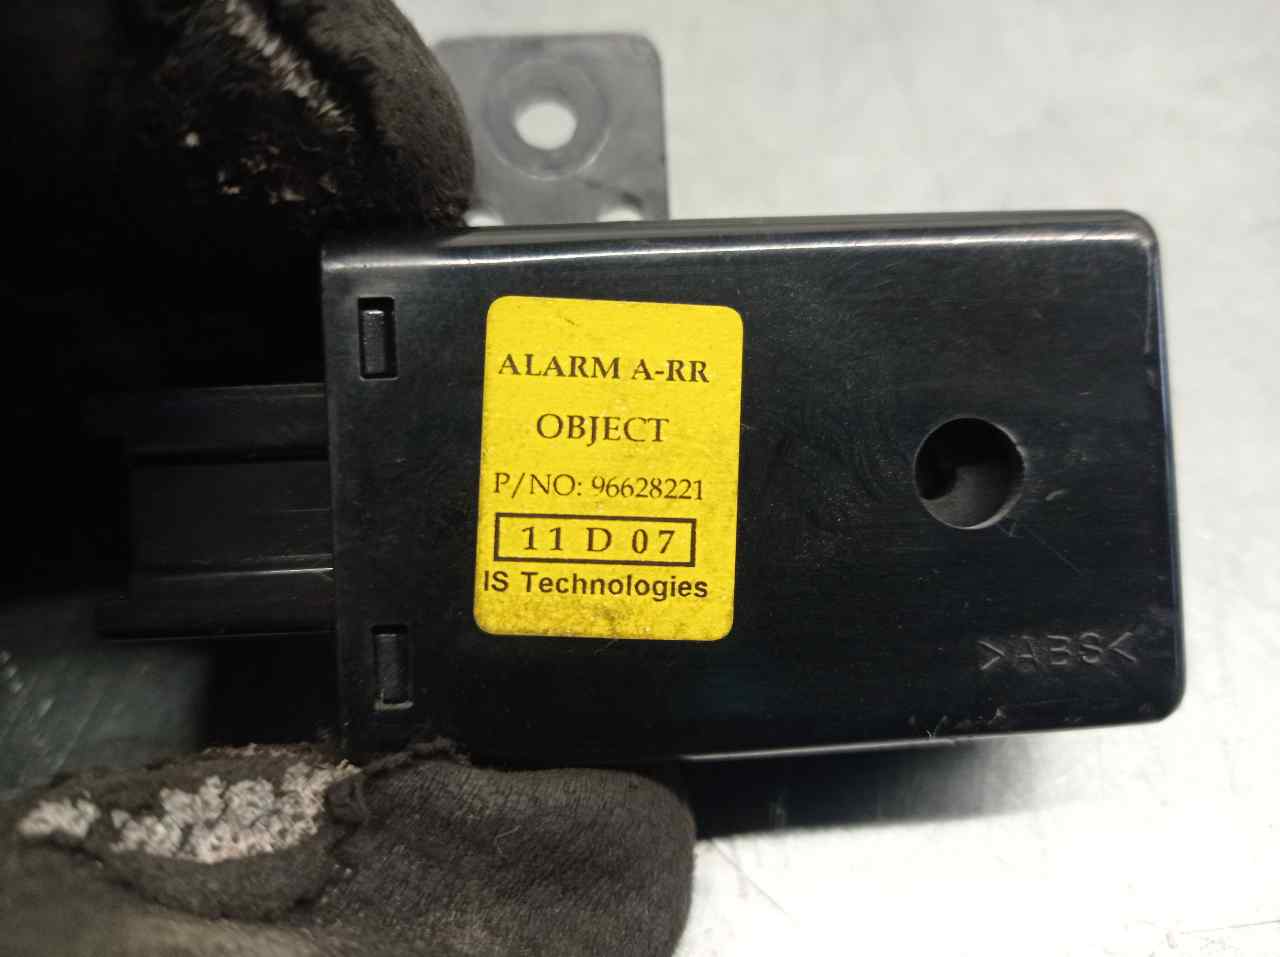 ALARM A-RR
OBJECT
P/NO: 96628221
11 D 07
IS Technologies
>ABS<